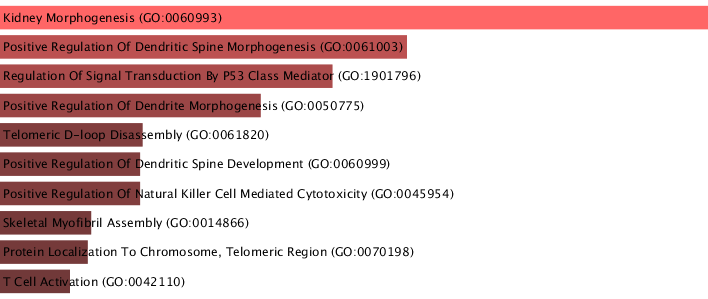 Kidney Morphogenesis (GO:0060993)
Positive Regulation Of Dendritic Spine Morphogenesis (GO:0061003)
Regulation Of Signal Transduction By P53 Class Mediator (GO:1901796)
Positive Regulation Of Dendrite Morphogenesis (GO:0050775)
Telomeric D-loop Disassembly (GO:0061820)
Positive Regulation Of Dendritic Spine Development (GO:0060999)
Positive Regulation Of Natural Killer Cell Mediated Cytotoxicity (GO:0045954)
Skeletal Myofibril Assembly (GO:0014866)
Protein Localization To Chromosome, Telomeric Region (GO:0070198)
T Cell Activation (GO:0042110)